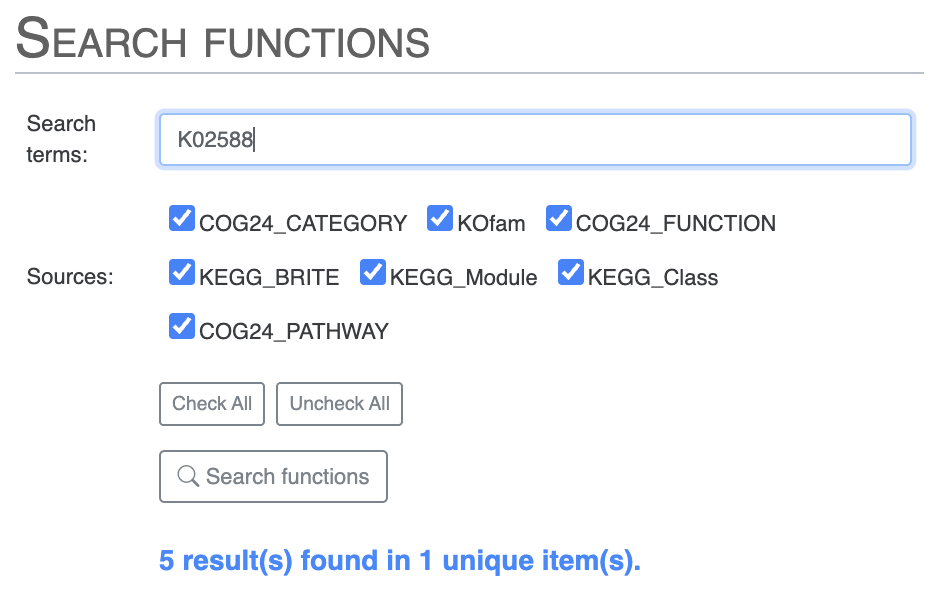 SEARCH FUNCTIONS
Search terms:
K02588
COG24_CATEGORY KOfam COG24_FUNCTION
Sources:
KEGG_BRITE KEGG_Module KEGG_Class
COG24_PATHWAY
Check All Uncheck All
Search functions
5 result(s) found in 1 unique item(s).